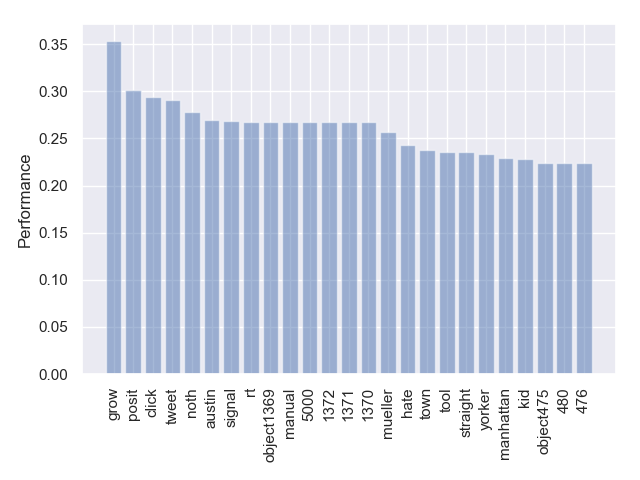 0.35
0.30
0.25
0.20
0.15
0.10
0.05
0.00
Performance
grow
posit
click
tweet
noth
austin
signal
rt
object1369
manual
5000
1372
1371
1370
mueller
hate
town
tool
straight
yorker
manhattan
kid
object475
480
476